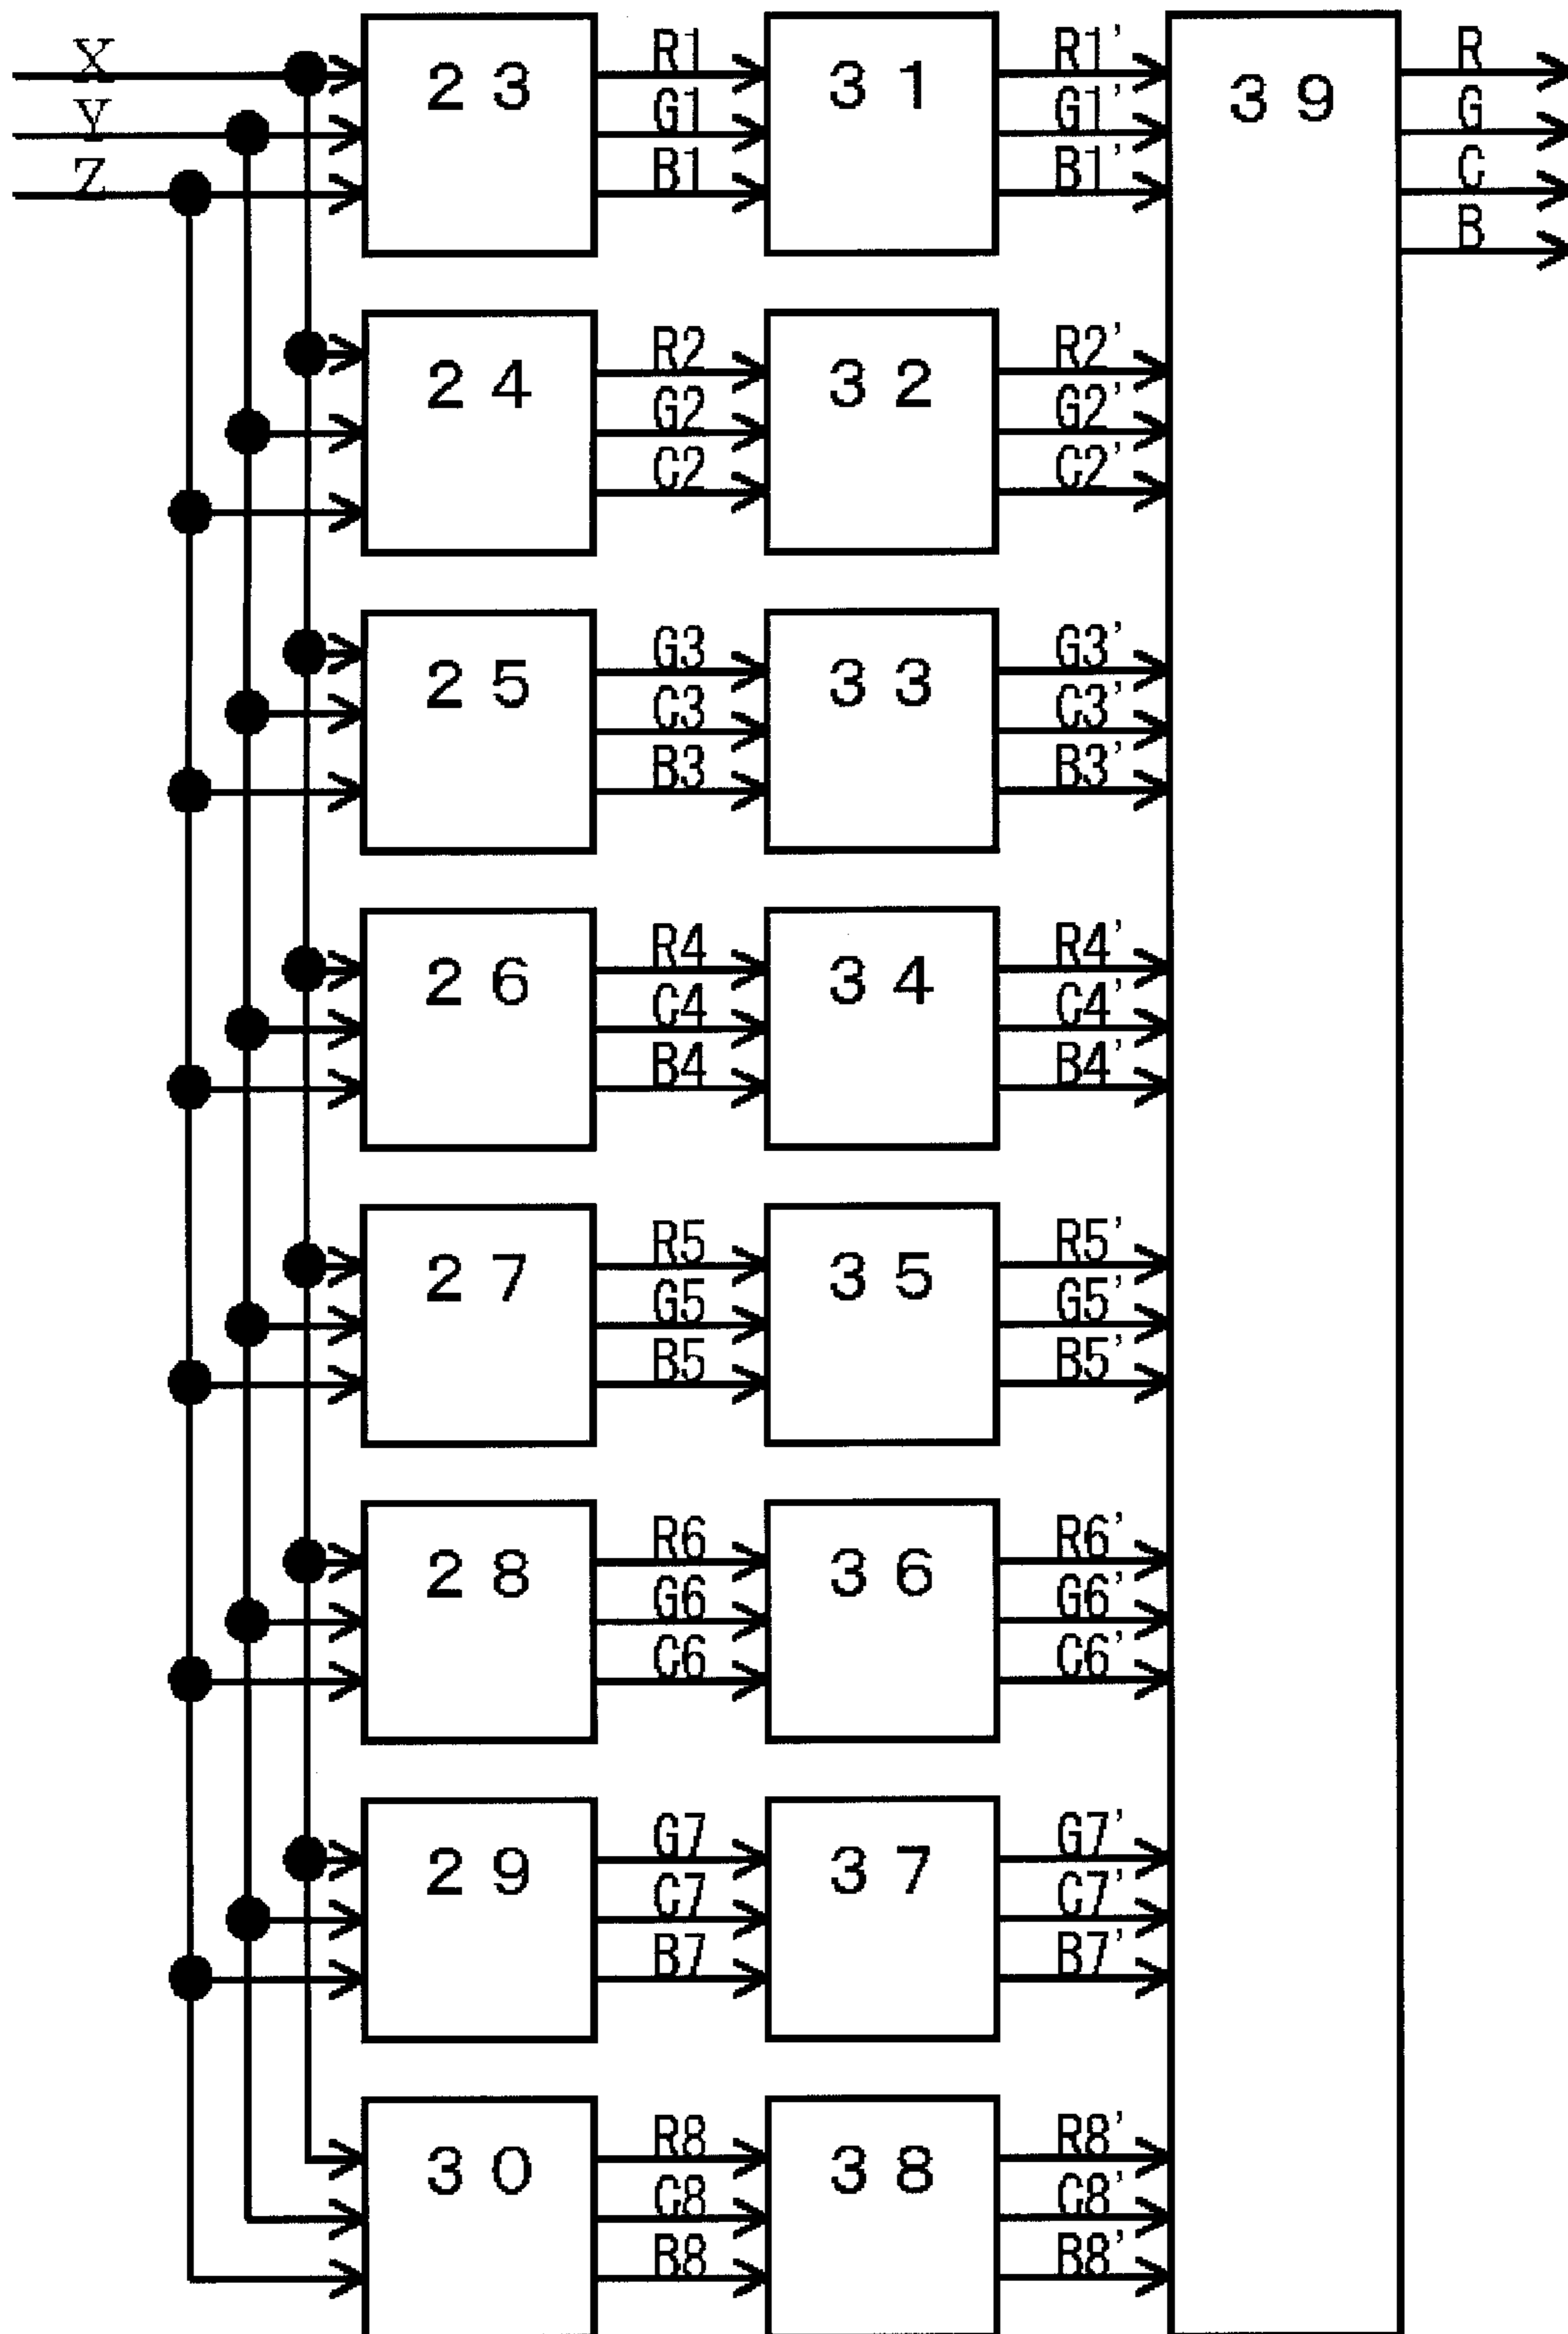 X 23 R1 31 R1' 39 R
Y G1 G1' G
Z B1 B1' C
B
24 R2 32 R2'
G2 G2'
C2 C2'
25 G3 33 G3'
C3 C3'
B3 B3'
26 R4 34 R4'
C4 C4'
B4 B4'
27 R5 35 R5'
G5 G5'
B5 B5'
28 R6 36 R6'
G6 G6'
C6 C6'
29 G7 37 G7'
C7 C7'
B7 B7'
30 R8 38 R8'
C8 C8'
B8 B8'